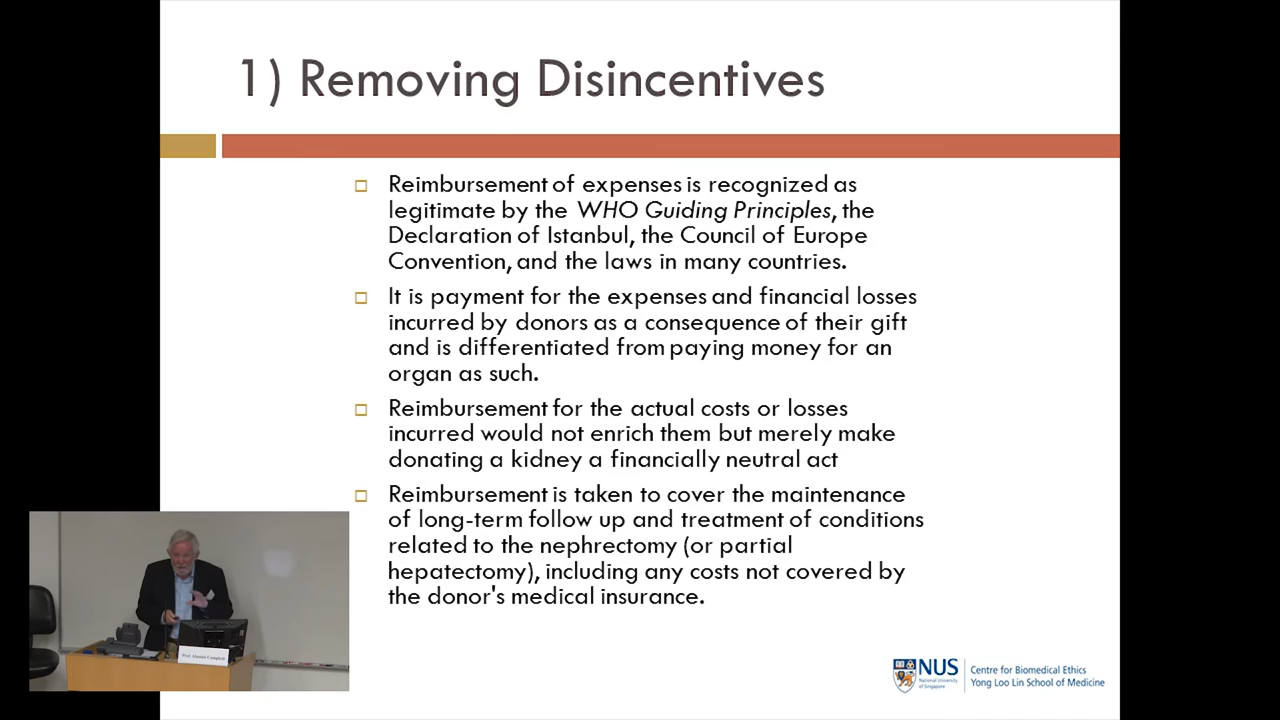 1) Removing Disincentives
Reimbursement of expenses is recognized as
legitimate by the WHO Guiding Principles, the
Declaration of Istanbul, the Council of Europe
Convention, and the laws in many countries.
It is payment for the expenses and financial losses
incurred by donors as a consequence of their gift
and is differentiated from paying money for an
organ as such.
Reimbursement for the actual costs or losses
incurred would not enrich them but merely make
donating a kidney a financially neutral act
Reimbursement is taken to cover the maintenance
of long-term follow up and treatment of conditions
related to the nephrectomy (or partial
hepatectomy), including any costs not covered by
the donor's medical insurance.
Prof. Alastair Campbell
NUS
National University
of Singapore
Centre for Biomedical Ethics
Yong Loo Lin School of Medicine